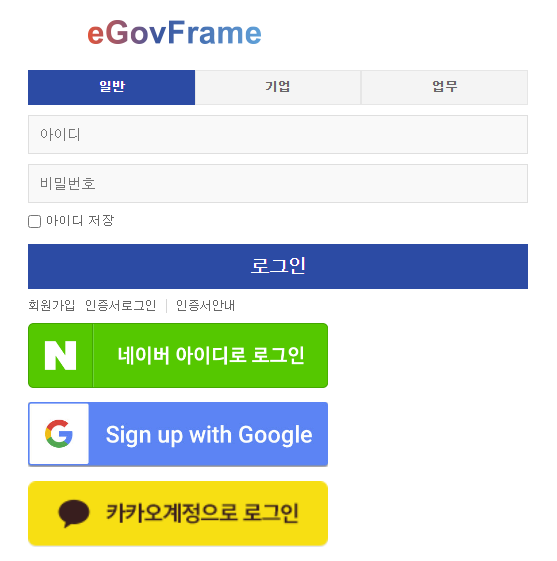 eGovFrame
일반 기업 업무
아이디
비밀번호
아이디 저장
로그인
회원가입 인증서로그인 인증서안내
N 네이버 아이디로 로그인
G Sign up with Google
카카오계정으로 로그인